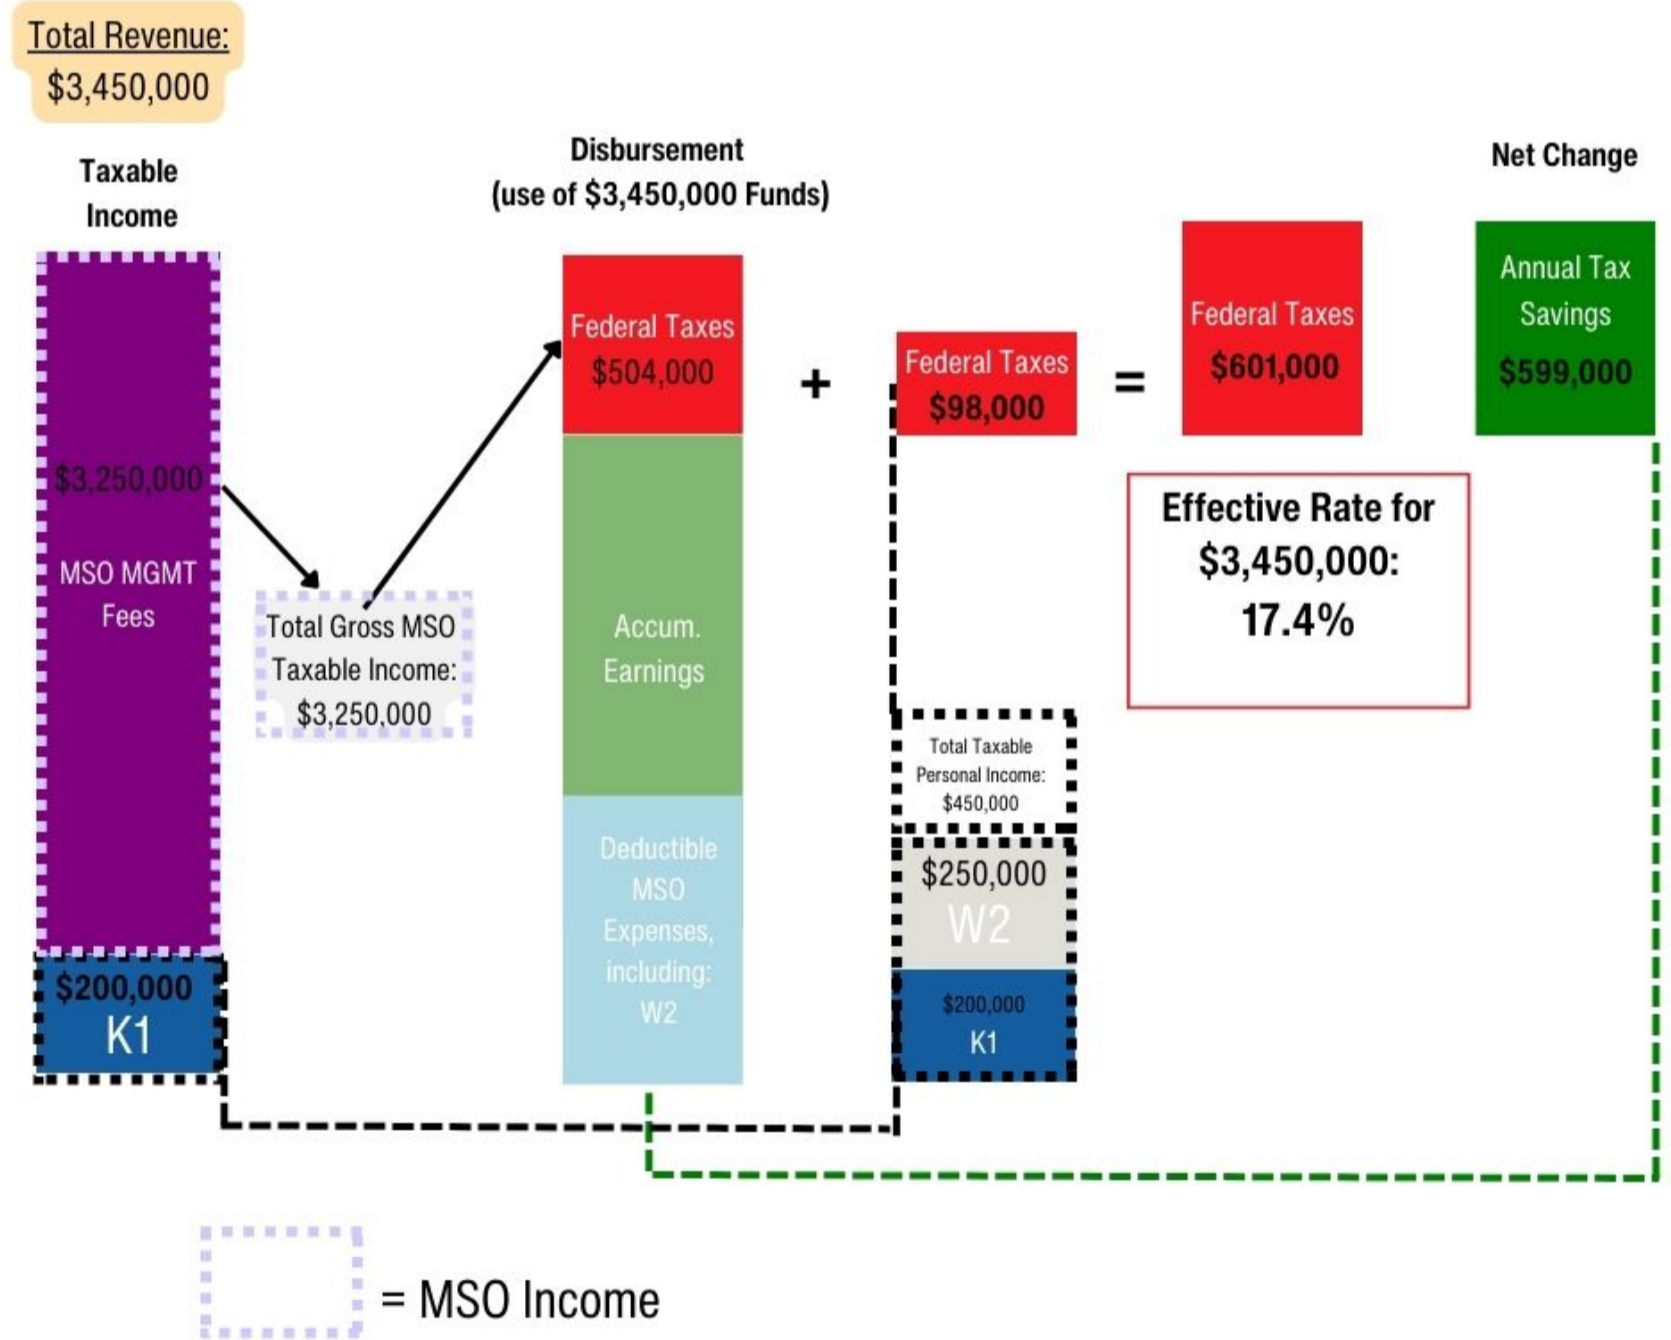 Total Revenue:
$3,450,000
Taxable
Income
Disbursement
(use of $3,450,000 Funds)
Net Change
$3,250,000
MSO MGMT
Fees
$200,000
K1
Total Gross MSO
Taxable Income:
$3,250,000
Federal Taxes
$504,000
Accum.
Earnings
Deductible
MSO
Expenses,
including:
W2
+
Federal Taxes
$98,000
=
Federal Taxes
$601,000
Annual Tax
Savings
$599,000
Effective Rate for
$3,450,000:
17.4%
Total Taxable
Personal Income:
$450,000
$250,000
W2
$200,000
K1
= MSO Income